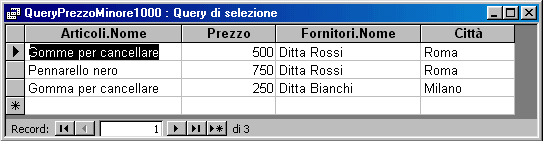 QueryPrezzoMinore1000 : Query di selezione
Articoli.Nome Prezzo Fornitori.Nome Città
Gomme per cancellare 500 Ditta Rossi Roma
Pennarello nero 750 Ditta Rossi Roma
Gomma per cancellare 250 Ditta Bianchi Milano
Record: 1 di 3